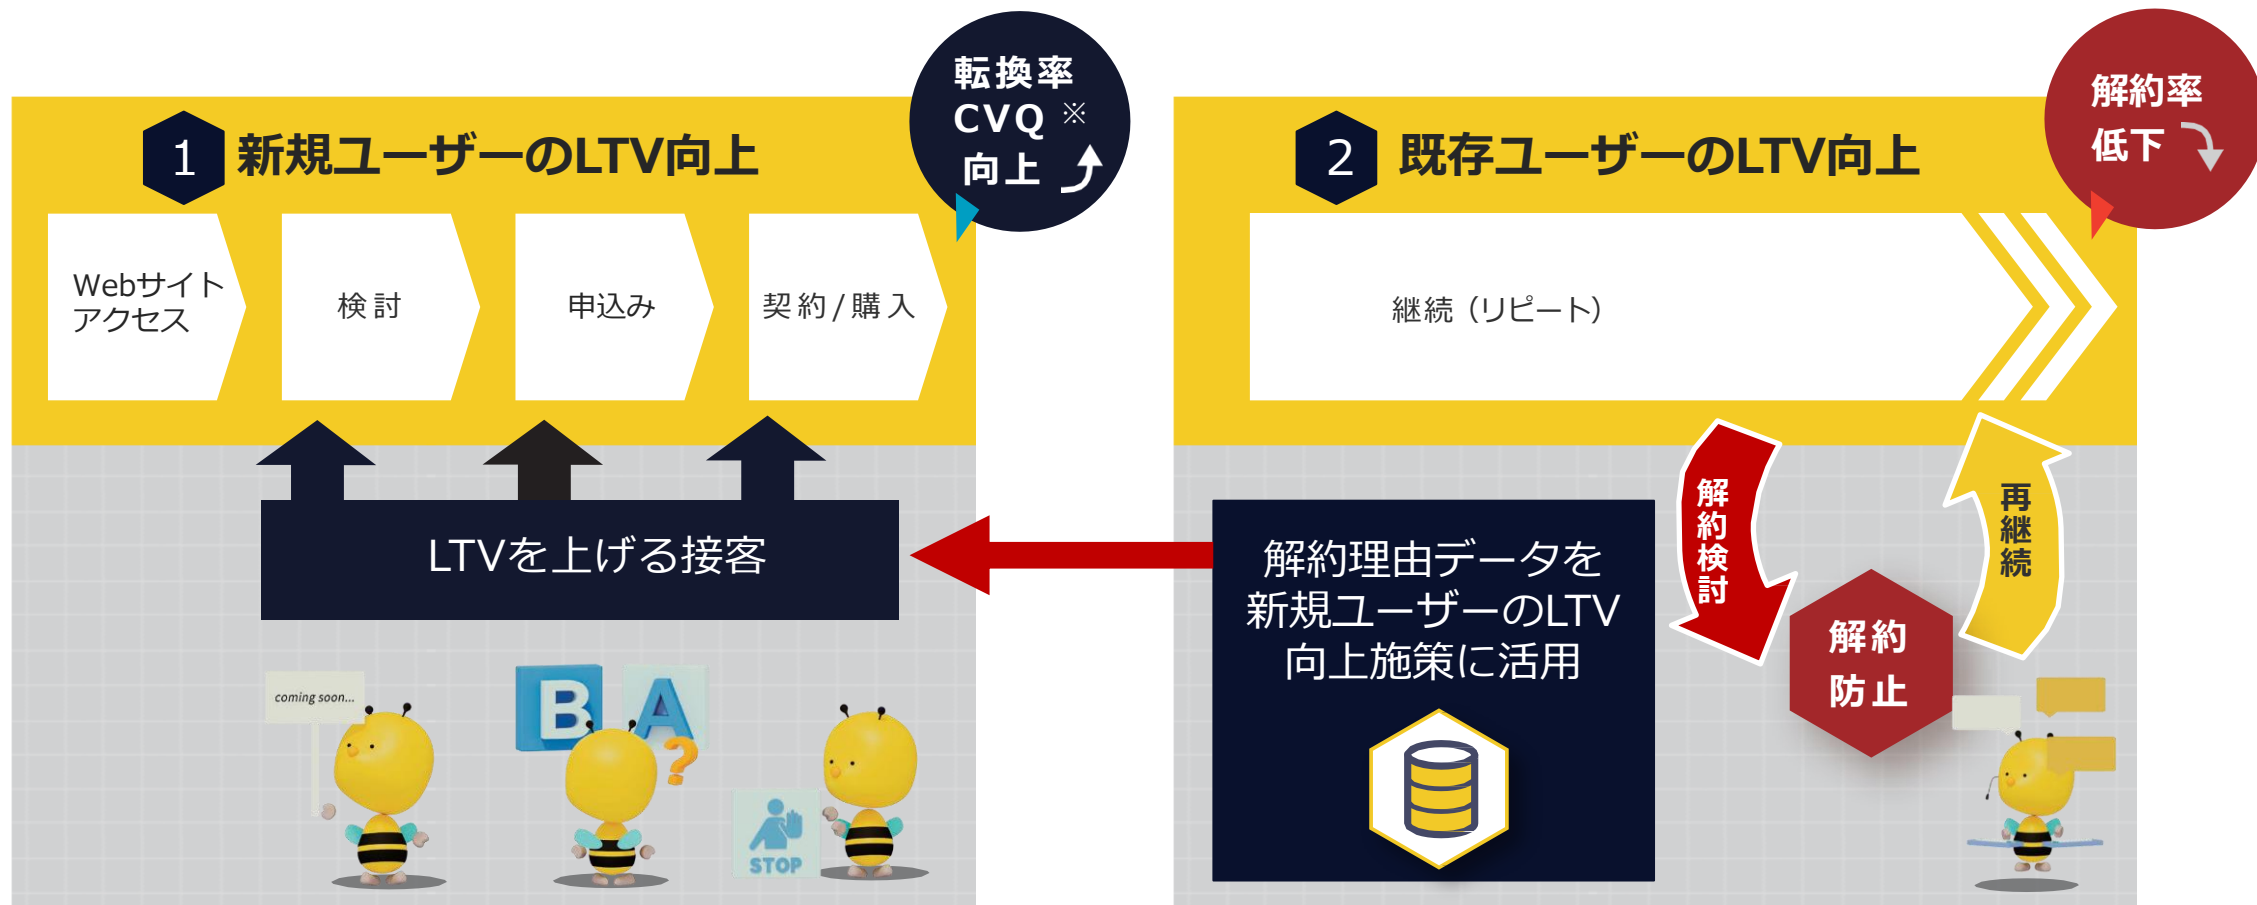 転換率
CVQ ※
向上
1 新規ユーザーのLTV向上
Webサイト
アクセス
検討
申込み
契約/購入
LTVを上げる接客
coming soon...
B A
?
STOP
解約率
低下
2 既存ユーザーのLTV向上
継続（リピート）
解約検討
再継続
解約
防止
解約理由データを
新規ユーザーのLTV
向上施策に活用